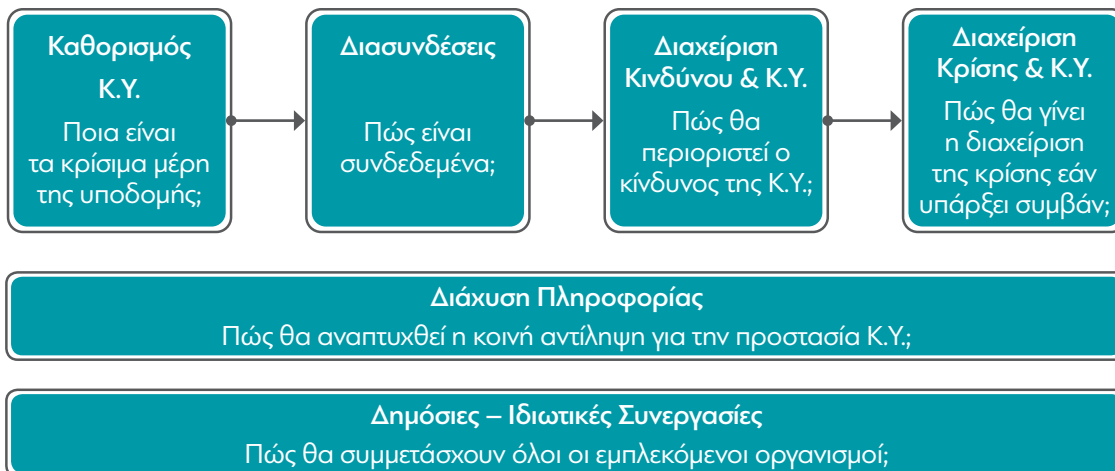 Καθορισμός
Κ.Υ.
Ποια είναι
τα κρίσιμα μέρη
της υποδομής;
Διασυνδέσεις
Πώς είναι
συνδεδεμένα;
Διαχείριση
Κινδύνου & Κ.Υ.
Πώς θα
περιοριστεί ο
κίνδυνος της Κ.Υ.;
Διαχείριση
Κρίσης & Κ.Υ.
Πώς θα γίνει
η διαχείριση
της κρίσης εάν
υπάρξει συμβάν;
Διάχυση Πληροφορίας
Πώς θα αναπτυχθεί η κοινή αντίληψη για την προστασία Κ.Υ.;
Δημόσιες – Ιδιωτικές Συνεργασίες
Πώς θα συμμετάσχουν όλοι οι εμπλεκόμενοι οργανισμοί;